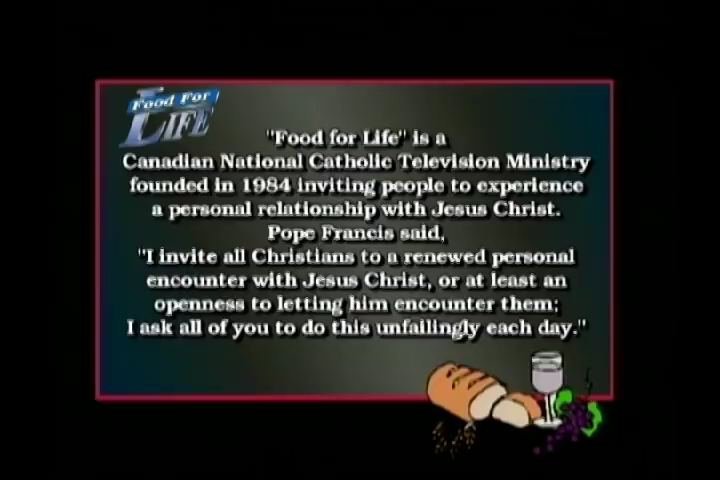 Food For
LIFE
"Food for Life" is a
Canadian National Catholic Television Ministry
founded in 1984 inviting people to experience
a personal relationship with Jesus Christ.
Pope Francis said,
"I invite all Christians to a renewed personal
encounter with Jesus Christ, or at least an
openness to letting him encounter them;
I ask all of you to do this unfailingly each day."